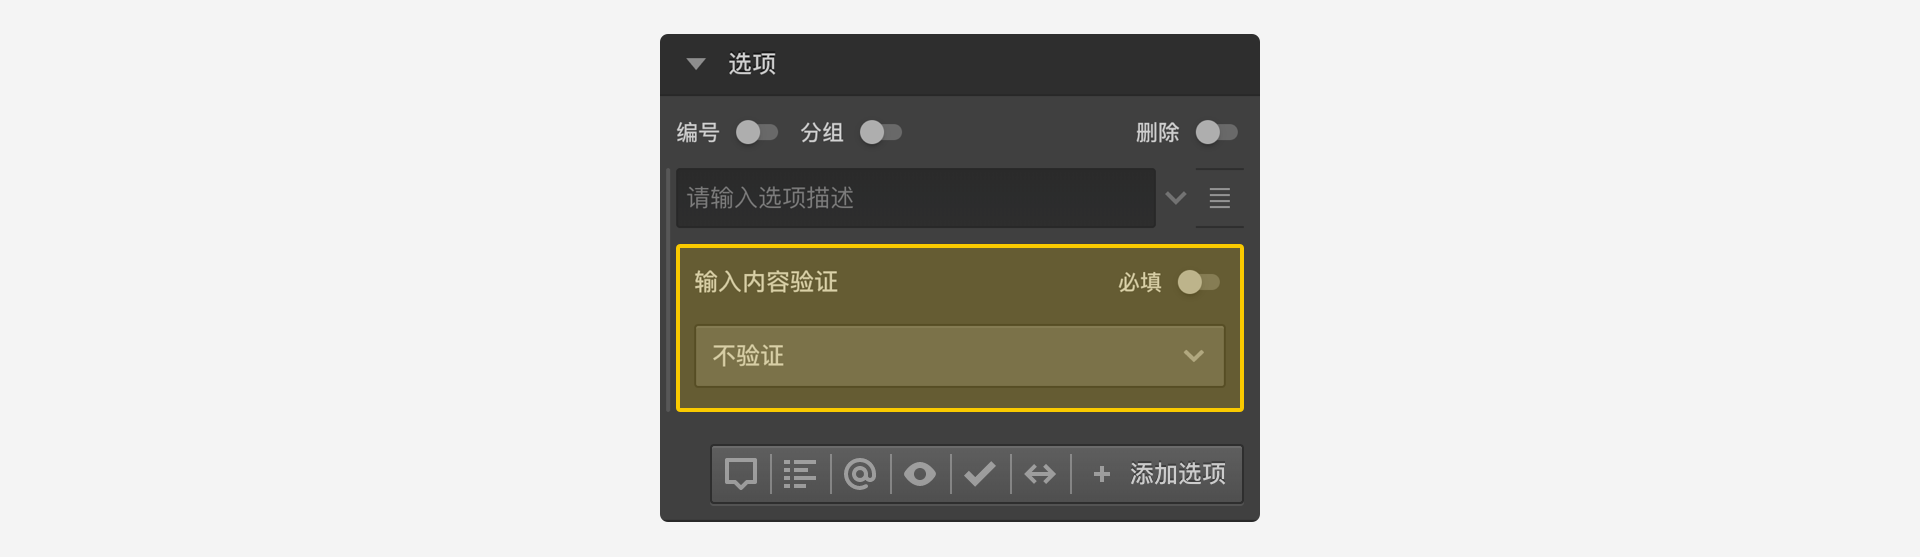 选项
编号 分组 删除
请输入选项描述
输入内容验证 必填
不验证
添加选项